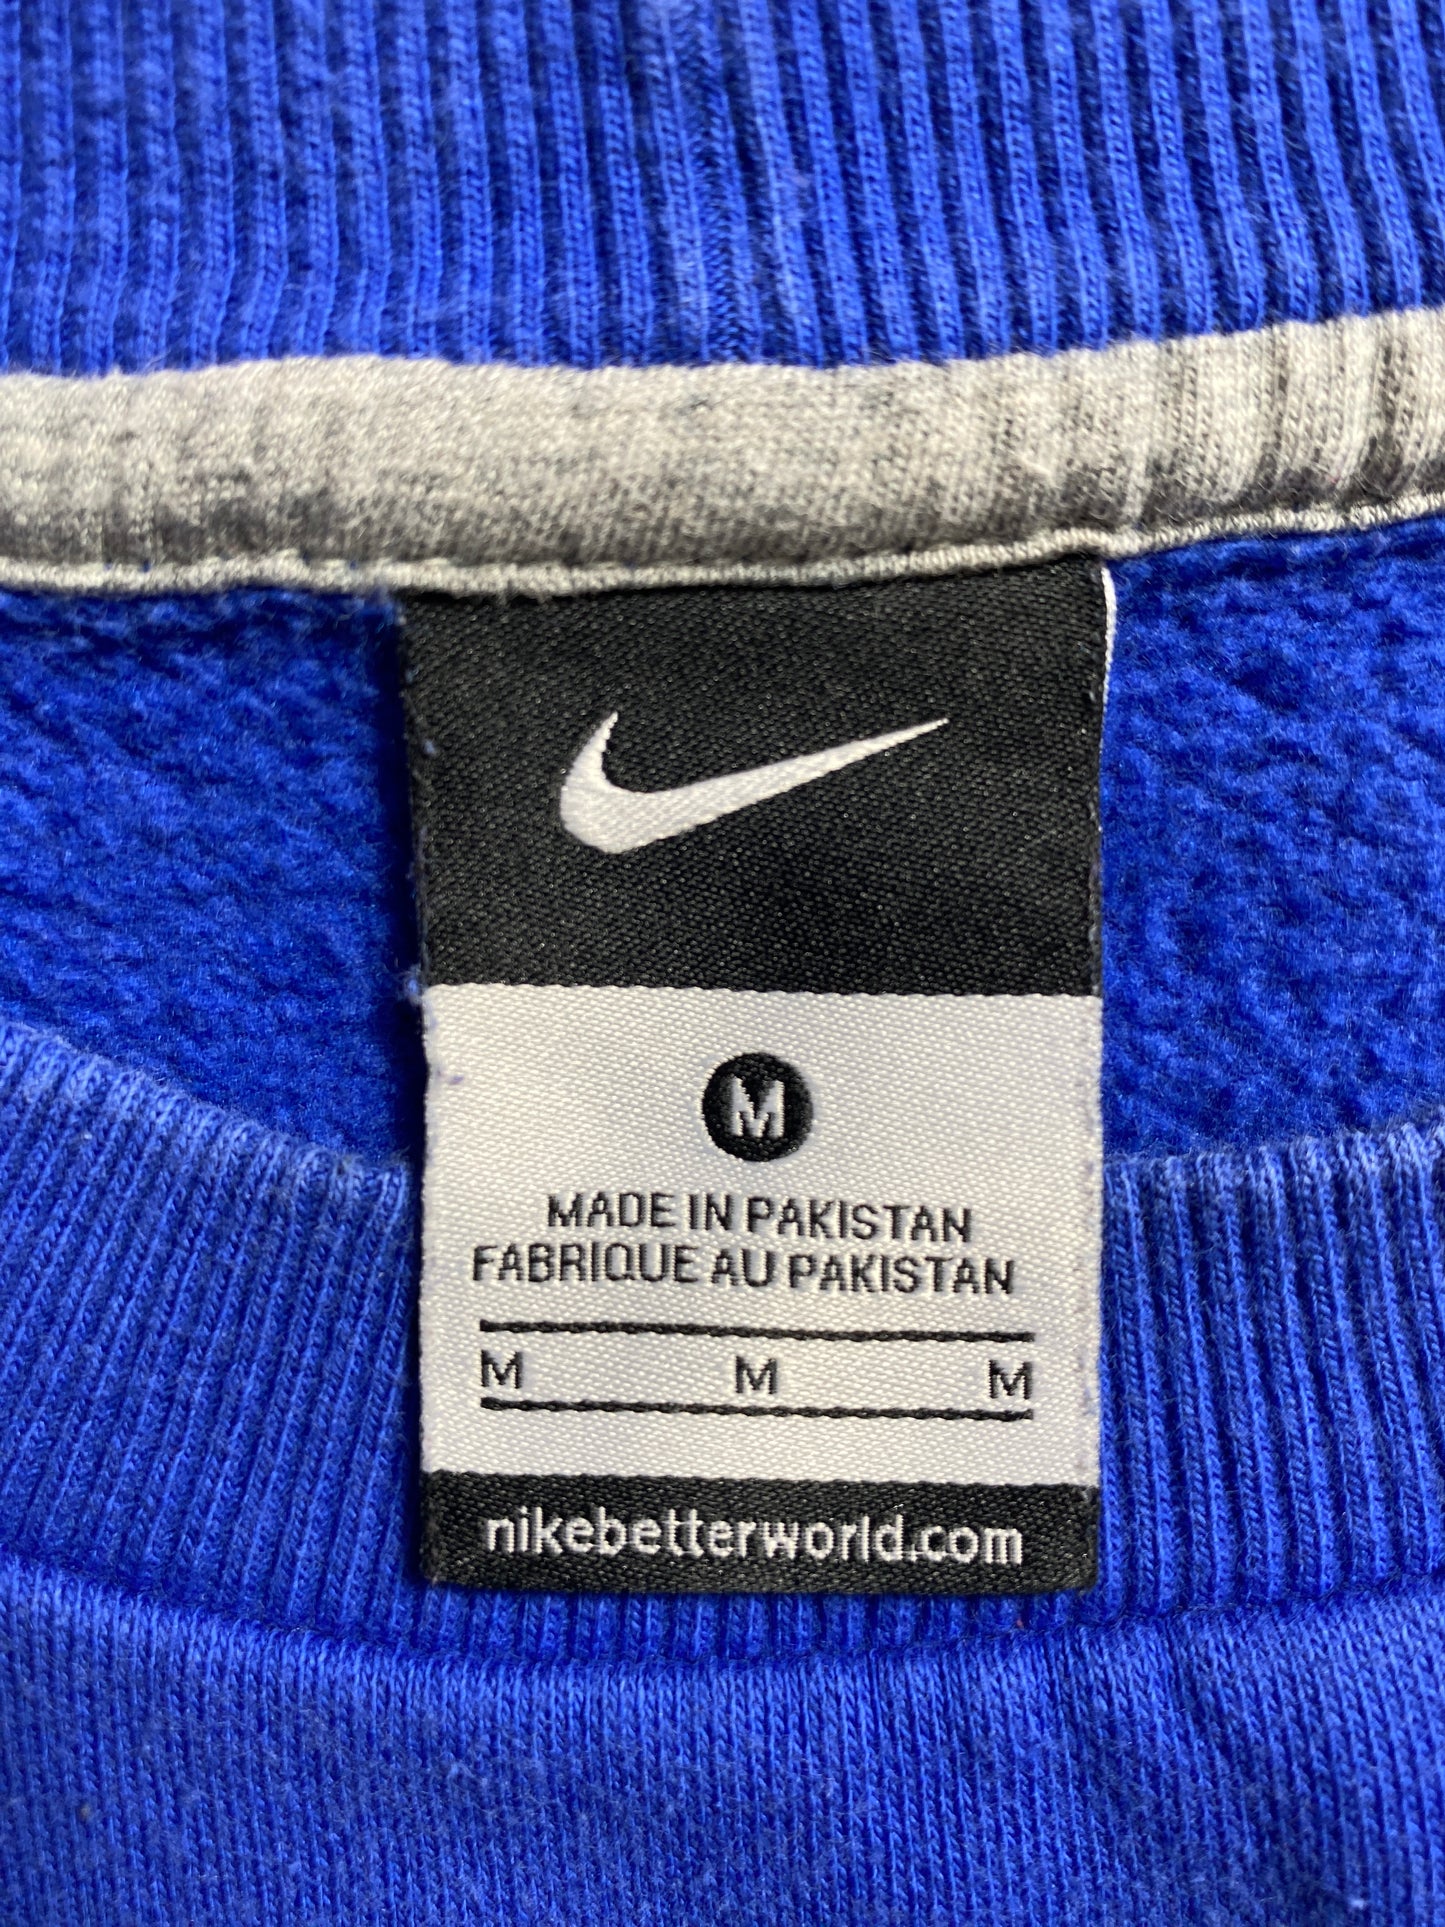 M
MADE IN PAKISTAN
FABRIQUE AU PAKISTAN
M M M
nikebetterworld.com